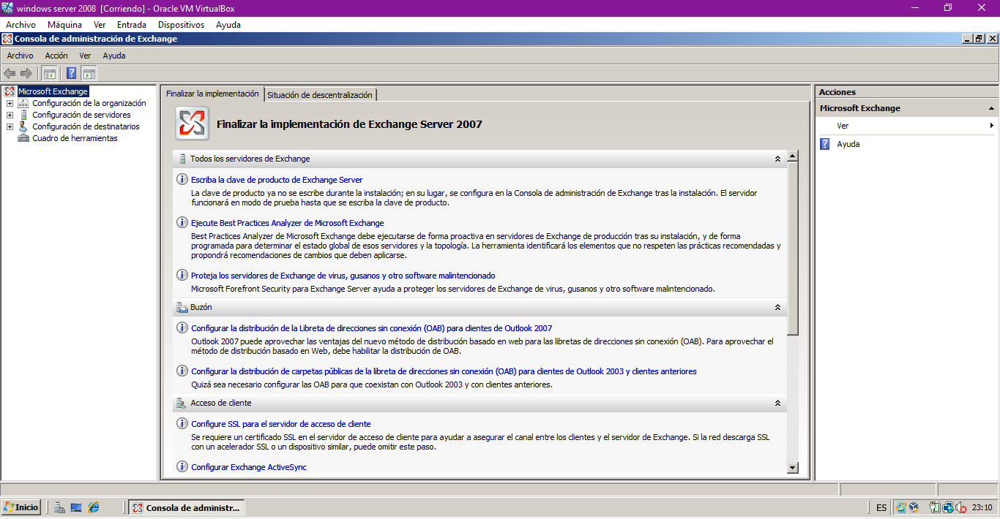 windows server 2008 [Corriendo] - Oracle VM VirtualBox
Archivo Máquina Ver Entrada Dispositivos Ayuda
Consola de administración de Exchange
Archivo Acción Ver Ayuda
Microsoft Exchange
Configuración de la organización
Configuración de servidores
Configuración de destinatarios
Cuadro de herramientas
Finalizar la implementación Situación de descentralización
Finalizar la implementación de Exchange Server 2007
Todos los servidores de Exchange
Escriba la clave de producto de Exchange Server
La clave de producto ya no se escribe durante la instalación; en su lugar, se configura en la Consola de administración de Exchange tras la instalación. El servidor
funcionará en modo de prueba hasta que se escriba la clave de producto.
Ejecute Best Practices Analyzer de Microsoft Exchange
Best Practices Analyzer de Microsoft Exchange debe ejecutarse de forma proactiva en servidores de Exchange de producción tras su instalación, y de forma
programada para determinar el estado global de esos servidores y la topología. La herramienta identificará los elementos que no respeten las prácticas recomendadas y
propondrá recomendaciones de cambios que deben aplicarse.
Proteja los servidores de Exchange de virus, gusanos y otro software malintencionado
Microsoft Forefront Security para Exchange Server ayuda a proteger los servidores de Exchange de virus, gusanos y otro software malintencionado.
Buzón
Configurar la distribución de la Libreta de direcciones sin conexión (OAB) para clientes de Outlook 2007
Outlook 2007 puede aprovechar las ventajas del nuevo método de distribución basado en web para las libretas de direcciones sin conexión (OAB). Para aprovechar el
método de distribución basado en Web, debe habilitar la distribución de OAB.
Configurar la distribución de carpetas públicas de la libreta de direcciones sin conexión (OAB) para clientes de Outlook 2003 y clientes anteriores
Quizá sea necesario configurar las OAB para que coexistan con Outlook 2003 y con clientes anteriores.
Acceso de cliente
Configure SSL para el servidor de acceso de cliente
Se requiere un certificado SSL en el servidor de acceso de cliente para ayudar a asegurar el canal entre los clientes y el servidor de Exchange. Si la red descarga SSL
con un acelerador SSL o un dispositivo similar, puede omitir este paso.
Configurar Exchange ActiveSync
Acciones
Microsoft Exchange
Ver
Ayuda
Inicio
Consola de administr...
ES
23:10